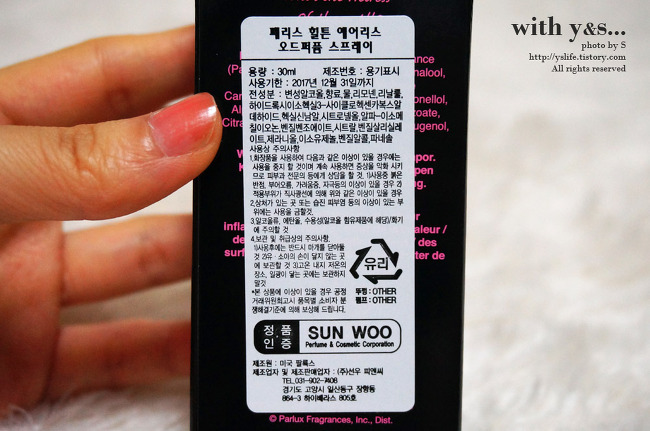 with y&s...
photo by S
http://yslife.tistory.com
All rights reserved
패리스 힐튼 에어리스
오드퍼퓸 스프레이
용량 : 30ml 제조번호 : 용기표시
사용기한 : 2017년 12월 31일까지
전성분 : 변성알코올,향료,물,리모넨,리날룰,
하이드록시이소헥실3-사이클로헥센카복스알
데하이드,헥실신남알,시트로넬올,알파-이소메
칠이오논,벤질벤조에이트,시트랄,벤질살리실레
이트,제라니올,이소유제놀,벤질알콜,파네솔
사용상 주의사항
1.화장품을 사용하여 다음과 같은 이상이 있을 경우에는
사용을 중지 할 것이며 계속 사용하면 증상을 악화 시키
므로 피부과 전문의 등에게 상담을 할 것. 1)사용중 붉은
반점, 부어오름, 가려움증, 자극등의 이상이 있을 경우 2)
적용부위가 직사광선에 의해 위와 같은 이상이 있을 경우
2.상처가 있는 곳 또는 습진 피부염 등의 이상이 있는 부
위에는 사용을 금할것.
3.알코올류, 에탄올, 수용성(알코올 함유제품에 해당)/화기
에 주의할 것
4.보관 및 취급상의 주의사항.
1)사용후에는 반드시 마개를 닫아둘
것 2)유·소아의 손이 닿지 않는 곳
에 보관할 것 3)고온 내지 저온의
장소, 일광이 닿는 곳에는 보관하지
말것
*본 상품에 이상이 있을 경우 공정
거래위원회고시 품목별 소비자 분
쟁해결기준에 의해 보상해 드립니다.
유리
뚜껑 : OTHER
펌프 : OTHER
정.품
인.증
SUN WOO
Perfume & Cosmetic Corporation
제조원 : 미국 팔룩스
제조업자 및 제조판매업자 : (주)선우 피앤씨
TEL.031-902-7408
경기도 고양시 일산동구 장항동
864-3 하이베라스 805호
© Parlux Fragrances, Inc., Dist.